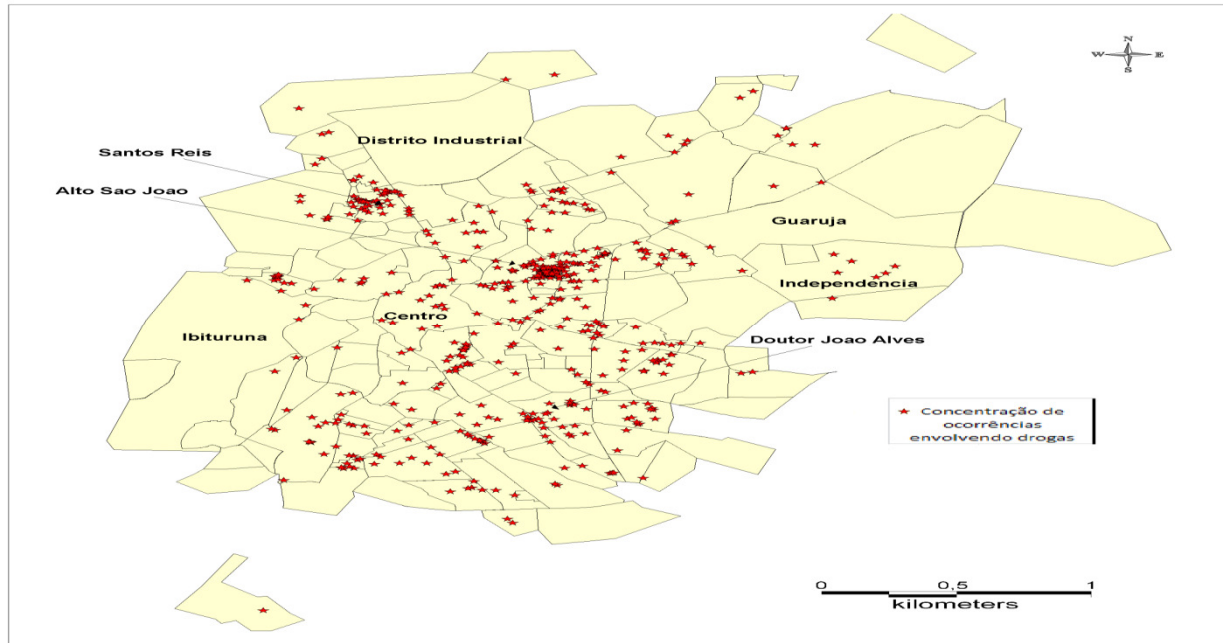 N
W E
S
Distrito Industrial
Santos Reis
Alto Sao Joao
Guaruja
Independencia
Centro
Ibituruna
Doutor Joao Alves
Concentração de
ocorrências
envolvendo drogas
0 0,5 1
kilometers